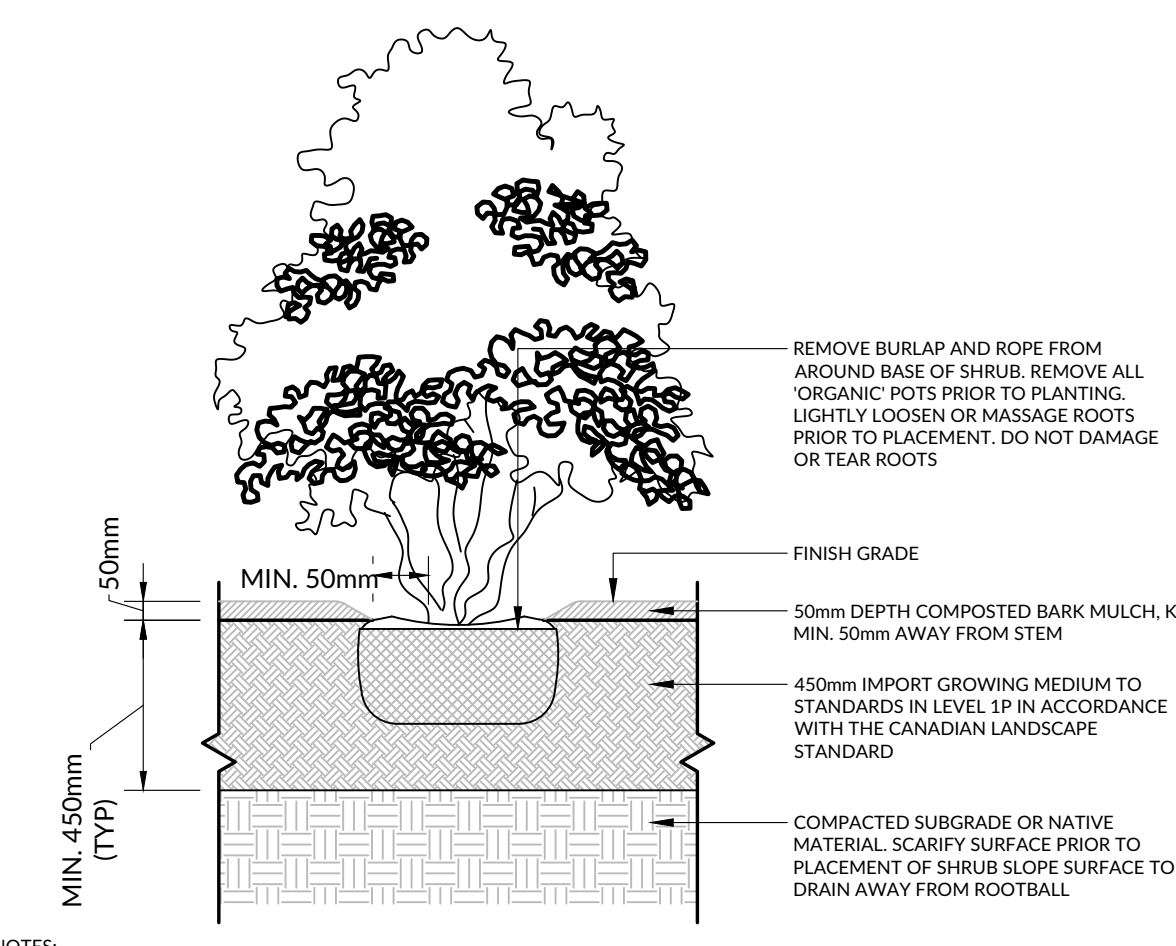 REMOVE BURLAP AND ROPE FROM
AROUND BASE OF SHRUB. REMOVE ALL
'ORGANIC' POTS PRIOR TO PLANTING.
LIGHTLY LOOSEN OR MASSAGE ROOTS
PRIOR TO PLACEMENT. DO NOT DAMAGE
OR TEAR ROOTS
50mm
MIN. 50mm
FINISH GRADE
50mm DEPTH COMPOSTED BARK MULCH, K
MIN. 50mm AWAY FROM STEM
450mm IMPORT GROWING MEDIUM TO
STANDARDS IN LEVEL 1P IN ACCORDANCE
WITH THE CANADIAN LANDSCAPE
STANDARD
MIN. 450mm
(TYP)
COMPACTED SUBGRADE OR NATIVE
MATERIAL. SCARIFY SURFACE PRIOR TO
PLACEMENT OF SHRUB SLOPE SURFACE TO
DRAIN AWAY FROM ROOTBALL
NOTES: